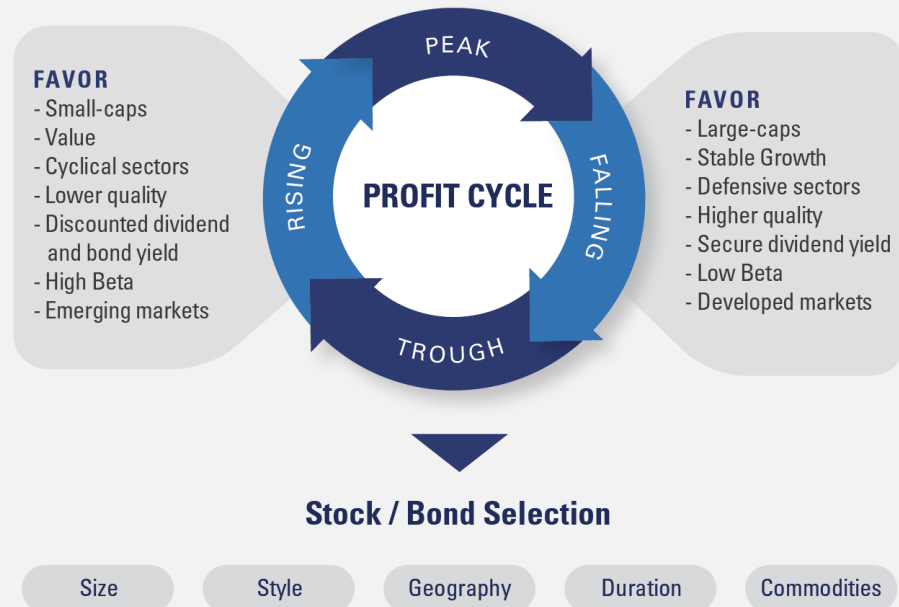 PEAK
FAVOR
- Small-caps
- Value
- Cyclical sectors
- Lower quality
- Discounted dividend
and bond yield
- High Beta
- Emerging markets
RISING
PROFIT CYCLE
FALLING
FAVOR
- Large-caps
- Stable Growth
- Defensive sectors
- Higher quality
- Secure dividend yield
- Low Beta
- Developed markets
TROUGH
Stock / Bond Selection
Size
Style
Geography
Duration
Commodities